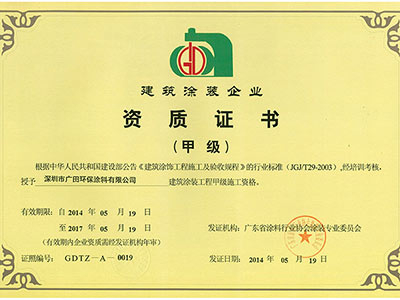 建筑涂装企业
资质证书
(甲级)
根据中华人民共和国建设部公告《建筑涂饰工程施工及验收规程》的行业标准(JGJ/T29-2003),经培训考核,
授予 深圳市广田环保涂料有限公司 建筑涂装工程甲级施工资格。
有效期限:自 2014 年 05 月 19 日
至 2017 年 05 月 19 日
(有效期内企业资质需经发证机构年审)
证照编号:GDTZ—A—0019
发证机构:广东省涂料行业协会涂装专业委员会
发证日期:2014 年 05 月 19 日